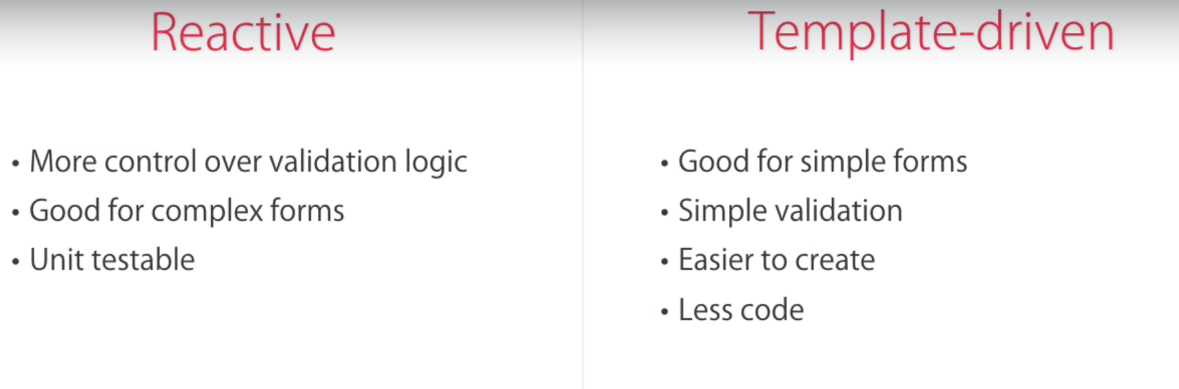 Reactive
• More control over validation logic
• Good for complex forms
• Unit testable
Template-driven
• Good for simple forms
• Simple validation
• Easier to create
• Less code